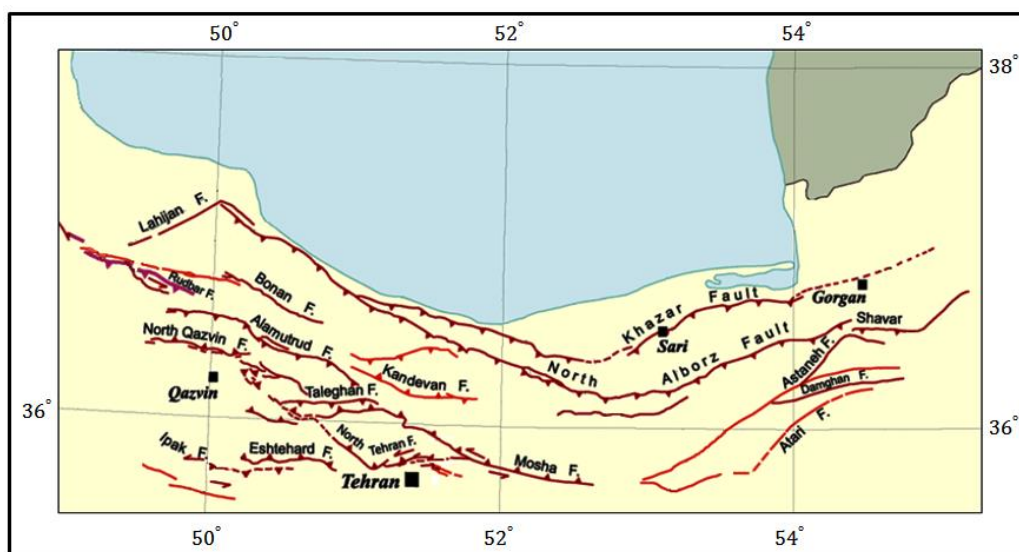 50°
52°
54°
38°
Lahijan F.
Rudbar F.
Bonan F.
Khazar Fault
Gorgan
Sari
Shavar
North Qazvin F.
Alamutrud F.
North Alborz Fault
Astaneh F.
Qazvin
Taleghan F.
Kandevan F.
Damghan F.
36°
36°
Atari F.
Ipak F.
Eshtehard F.
North Tehran F.
Mosha F.
Tehran
50°
52°
54°